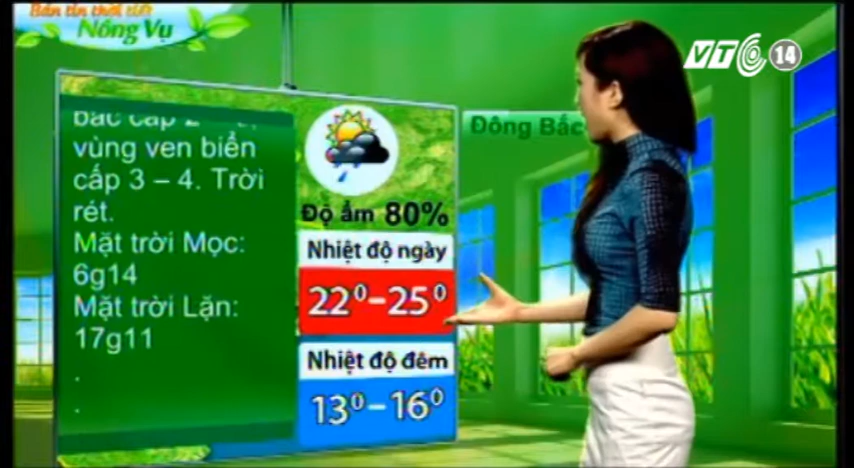 Bản tin thời tiết
Nông Vụ
VTC 14
vùng ven biển
cấp 3 – 4. Trời
rét.
Mặt trời Mọc:
6g14
Mặt trời Lặn:
17g11
.
.
Độ ẩm 80%
Nhiệt độ ngày
22⁰–25⁰
Nhiệt độ đêm
13⁰–16⁰
Đông Bắc